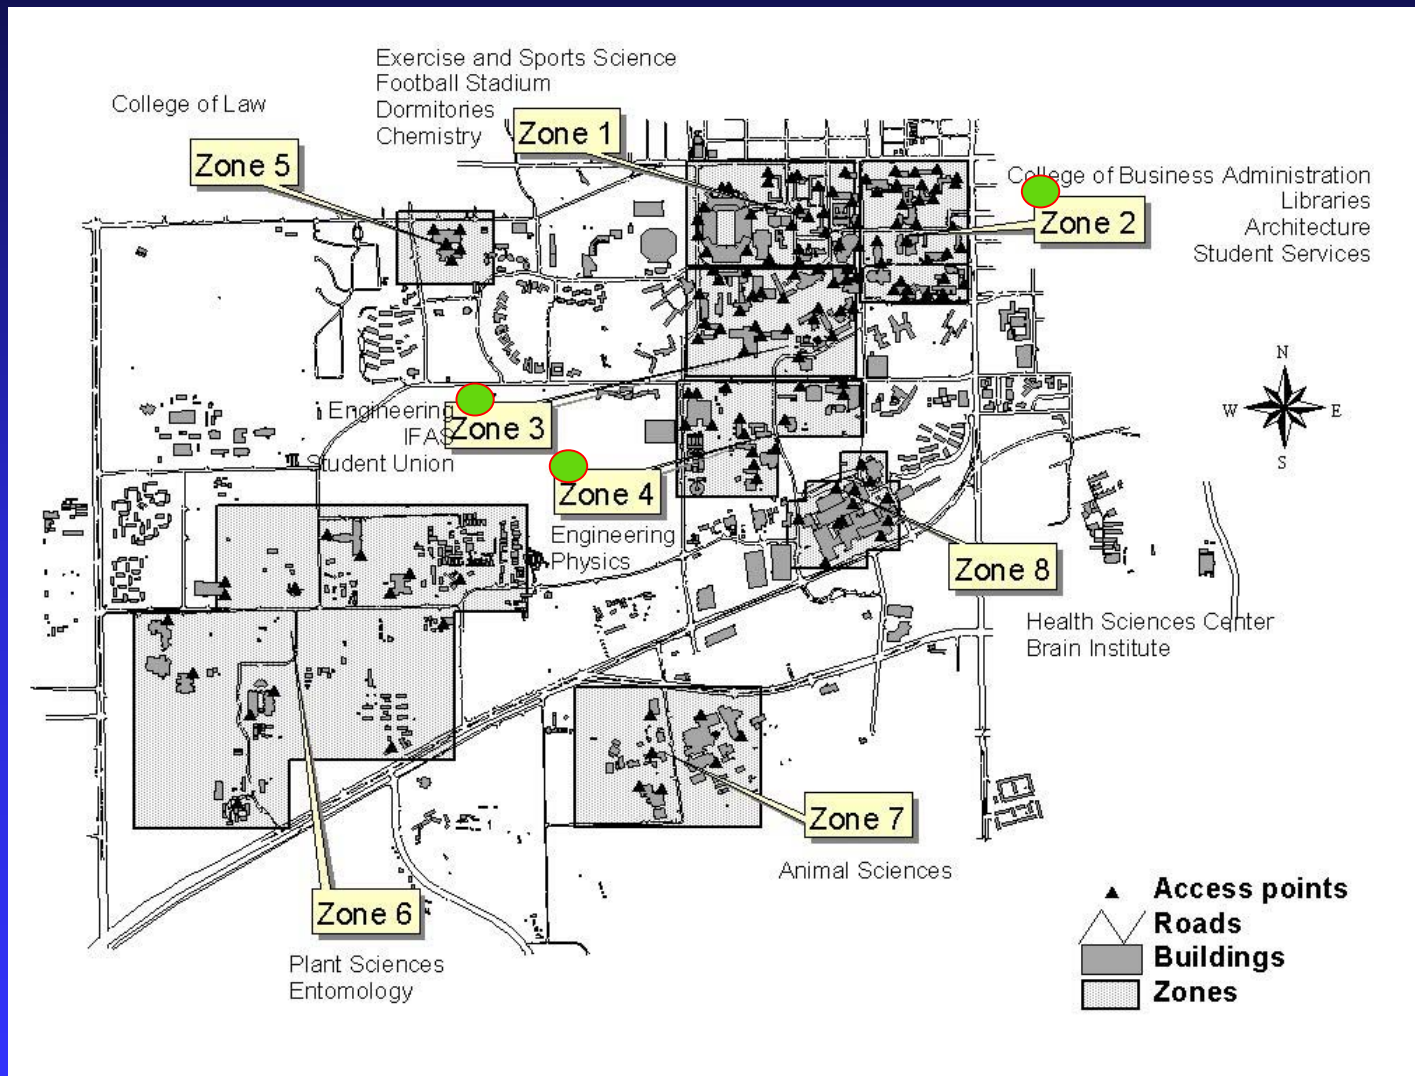 Exercise and Sports Science
Football Stadium
Dormitories
Chemistry
College of Law
Zone 1
Zone 5
College of Business Administration
Libraries
Architecture
Student Services
Zone 2
N
W
E
S
Engineering
IFAS
Student Union
Zone 3
Zone 4
Engineering
Physics
Zone 8
Health Sciences Center
Brain Institute
Zone 7
Animal Sciences
Zone 6
Plant Sciences
Entomology
Access points
Roads
Buildings
Zones